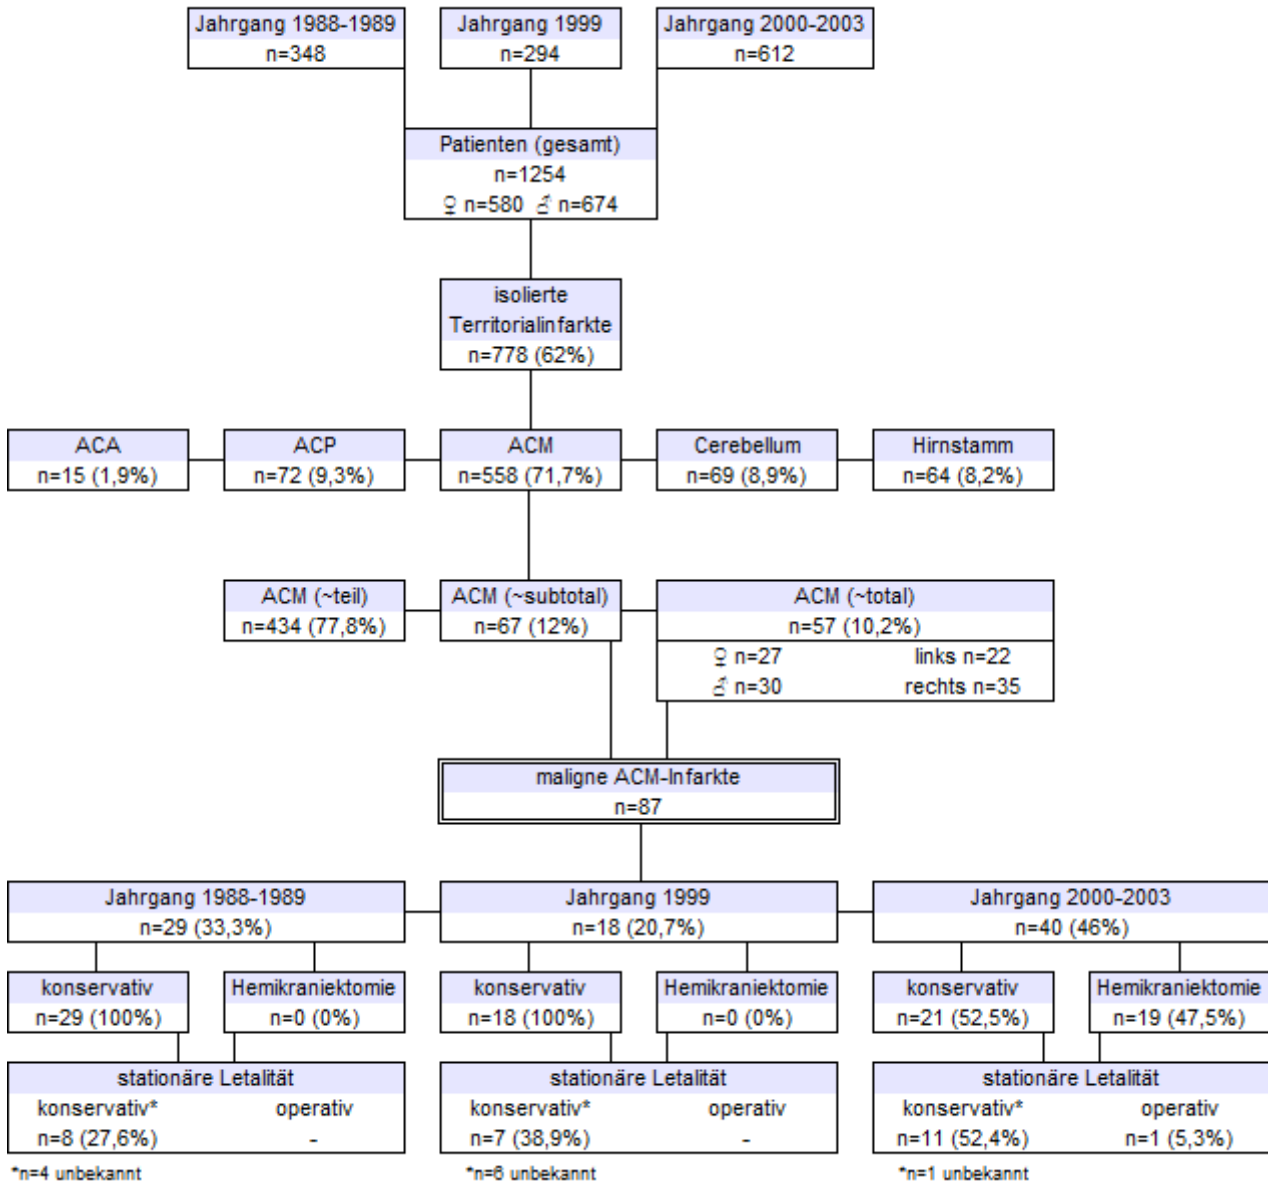 Jahrgang 1988-1989
n=348
Jahrgang 1999
n=294
Jahrgang 2000-2003
n=612
Patienten (gesamt)
n=1254
♀ n=580 ♂ n=674
isolierte
Territorialinfarkte
n=778 (62%)
ACA
n=15 (1,9%)
ACP
n=72 (9,3%)
ACM
n=558 (71,7%)
Cerebellum
n=69 (8,9%)
Hirnstamm
n=64 (8,2%)
ACM (~teil)
n=434 (77,8%)
ACM (~subtotal)
n=67 (12%)
ACM (~total)
n=57 (10,2%)
♀ n=27 links n=22
♂ n=30 rechts n=35
maligne ACM-Infarkte
n=87
Jahrgang 1988-1989
n=29 (33,3%)
Jahrgang 1999
n=18 (20,7%)
Jahrgang 2000-2003
n=40 (46%)
konservativ
n=29 (100%)
Hemikraniektomie
n=0 (0%)
konservativ
n=18 (100%)
Hemikraniektomie
n=0 (0%)
konservativ
n=21 (52,5%)
Hemikraniektomie
n=19 (47,5%)
stationäre Letalität
konservativ* operativ
n=8 (27,6%) -
*n=4 unbekannt
stationäre Letalität
konservativ* operativ
n=7 (38,9%) -
*n=6 unbekannt
stationäre Letalität
konservativ* operativ
n=11 (52,4%) n=1 (5,3%)
*n=1 unbekannt